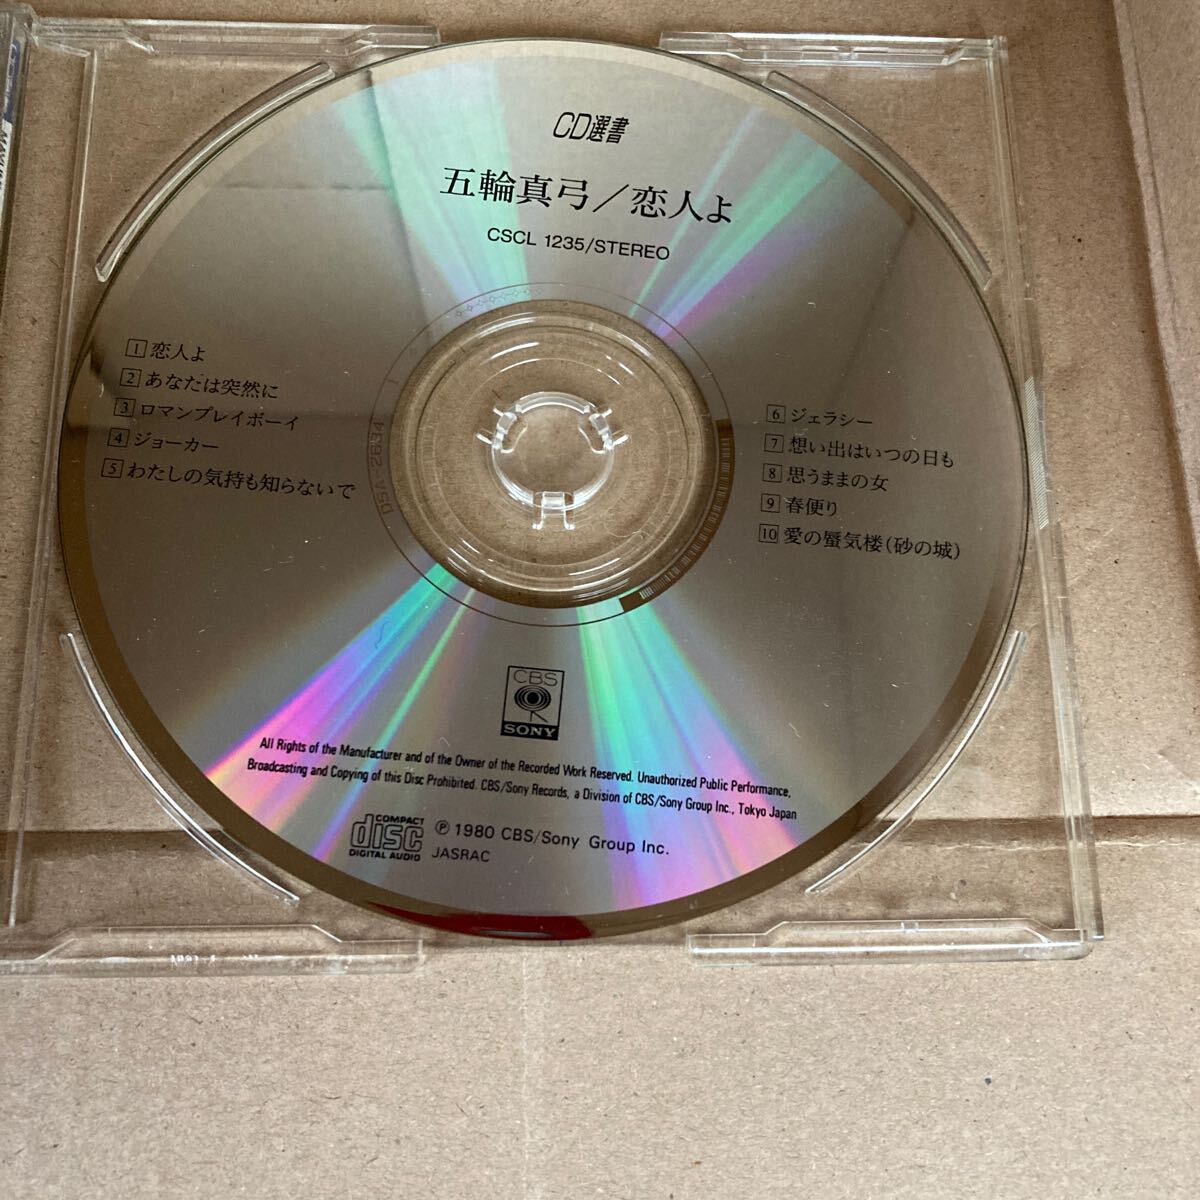 CD選書
五輪真弓/恋人よ
CSCL 1235/STEREO
1 恋人よ
2 あなたは突然に
3 ロマンプレイボーイ
4 ジョーカー
5 わたしの気持も知らないで
6 ジェラシー
7 想い出はいつの日も
8 思うままの女
9 春便り
10 愛の蜃気楼(砂の城)
DSA 2634 1
CBS
SONY
All Rights of the Manufacturer and of the Owner of the Recorded Work Reserved. Unauthorized Public Performance,
Broadcasting and Copying of this Disc Prohibited. CBS/Sony Records, a Division of CBS/Sony Group Inc., Tokyo Japan
COMPACT
disc
DIGITAL AUDIO
℗ 1980 CBS/Sony Group Inc.
JASRAC